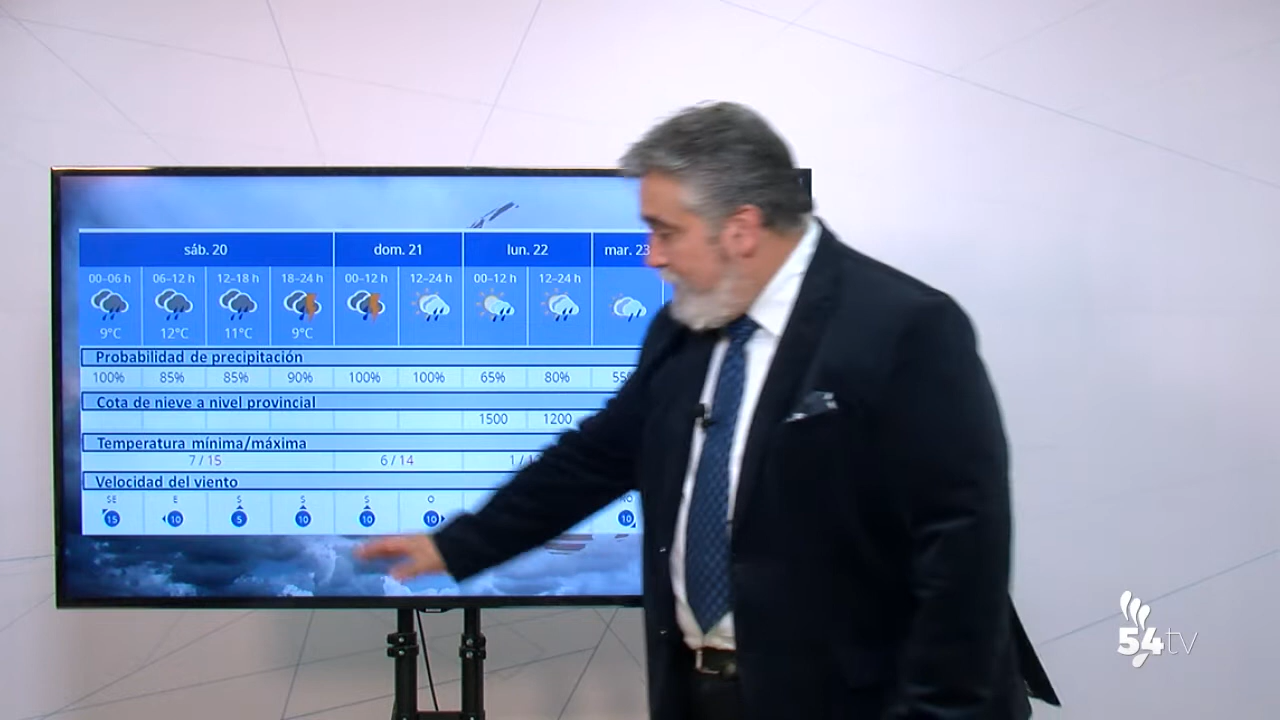 sáb. 20 dom. 21 lun. 22 mar. 23
00–06 h 06–12 h 12–18 h 18–24 h 00–12 h 12–24 h 00–12 h 12–24 h
9°C 12°C 11°C 9°C
Probabilidad de precipitación
100% 85% 85% 90% 100% 100% 65% 80%
Cota de nieve a nivel provincial
1500 1200
Temperatura mínima/máxima
7 / 15 6 / 14 1 /
Velocidad del viento
SE E S S S O
15 10 5 10 10 10 10
54tv